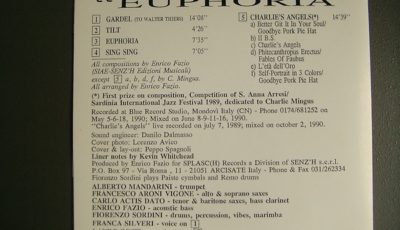 EUPHORIA
1 GARDEL (TO WALTER TIDERI) 14'08"
2 TILT 4'26"
3 EUPHORIA 7'35"
4 SING SING 7'05"
5 CHARLIE'S ANGELS(*) 14'39"
a) Better Git It In Your Soul/
Goodbye Pork Pie Hat
b) II B.S.
c) Charlie's Angels
d) Pithecanthropus Erectus/
Fables Of Faubus
e) L'età dell'Oro
f) Self-Portrait in 3 Colors/
Goodbye Pork Pie Hat
All compositions by Enrico Fazio
(SIAE-SENZ'H Edizioni Musicali)
except 5 a, b, d, f, by C. Mingus.
All arranged by Enrico Fazio.
(*) First prize on composition, Competition of S. Anna Arresi/
Sardinia International Jazz Festival 1989, dedicated to Charlie Mingus
Recorded at Blue Record Studio, Mondovì Italy (CN) - Phone 0174/681252 on
May 5-6-18, 1990; Mixed on June 8-9-11-16, 1990.
"Charlie's Angels" live recorded on july 7, 1989; mixed on october 2, 1990.
Sound engineer: Danilo Dalmasso
Cover photo: Lorenzo Avico
Cover & lay-out: Peppo Spagnoli
Liner notes by Kevin Whitehead
Produced by Enrico Fazio for SPLASC(H) Records a Division of SENZ'H s.c.r.l.
P.O. Box 97 - Via Roma, 11 - 21051 ARCISATE (Italy) - Phone & Fax 031/262334
Fiorenzo Sordini plays Paiste cymbals and Remo drums
ALBERTO MANDARINI - trumpet
FRANCESCO ARONI VIGONE - alto & soprano saxes
CARLO ACTIS DATO - tenor & baritone saxes, bass clarinet
ENRICO FAZIO - acoustic bass
FIORENZO SORDINI - drums, percussion, vibes, marimba
FRANCA SILVERI - voice on 1